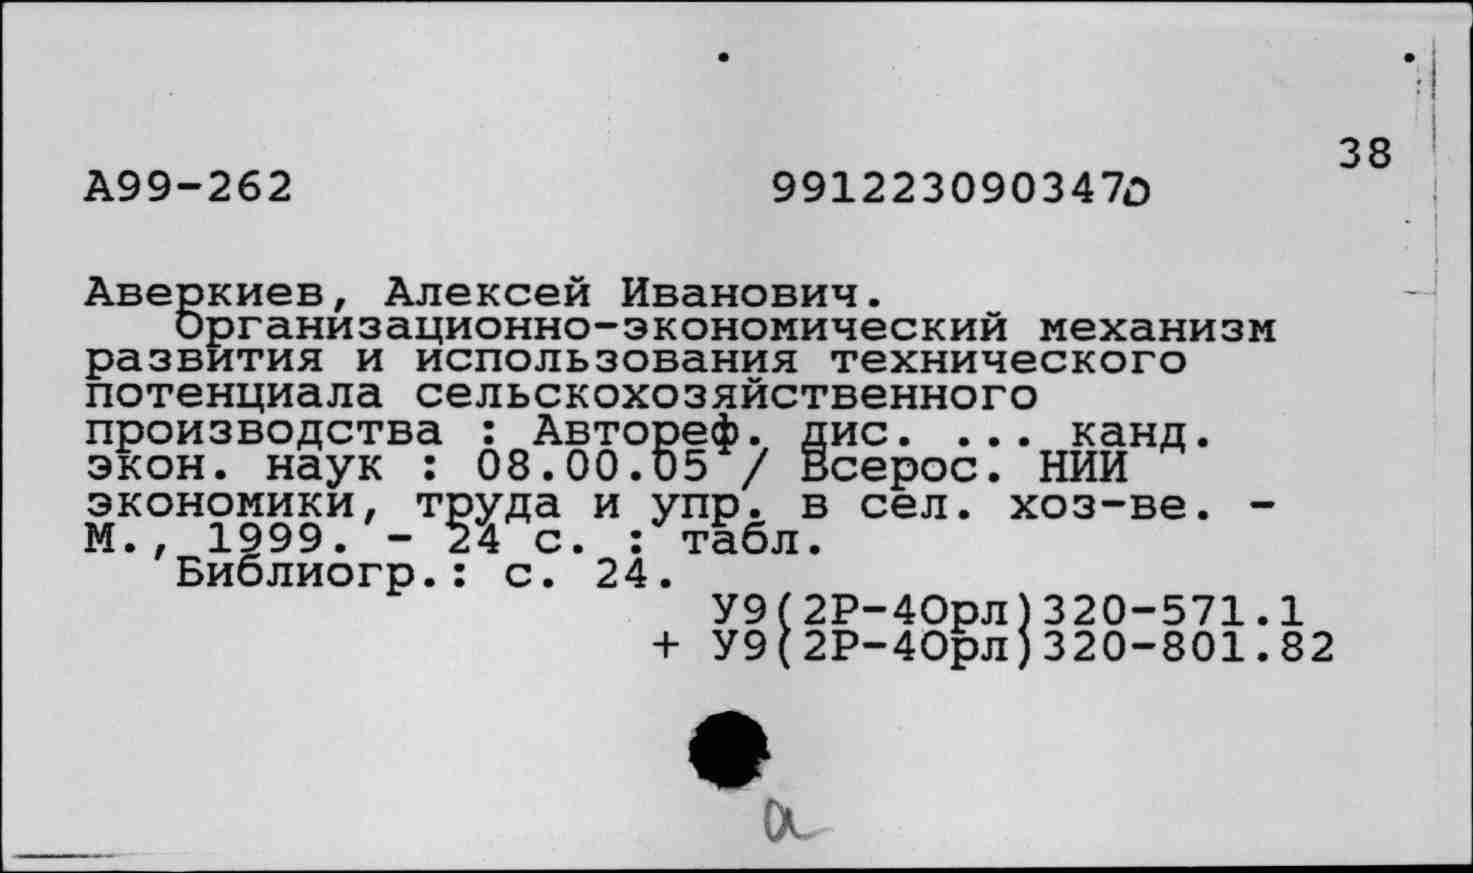 38
А99-262 9912230903470
Аверкиев, Алексей Иванович.
Организационно-экономический механизм
развития и использования технического
потенциала сельскохозяйственного
производства : Автореф. дис. ... канд.
экон. наук : 08.00.05 / Всерос. НИИ
экономики, труда и упр. в сел. хоз-ве. -
М., 1999. - 24 с. : табл.
Библиогр.: с. 24.
У9(2Р-4Орл)320-571.1
+ У9(2Р-4Орл)320-801.82
а